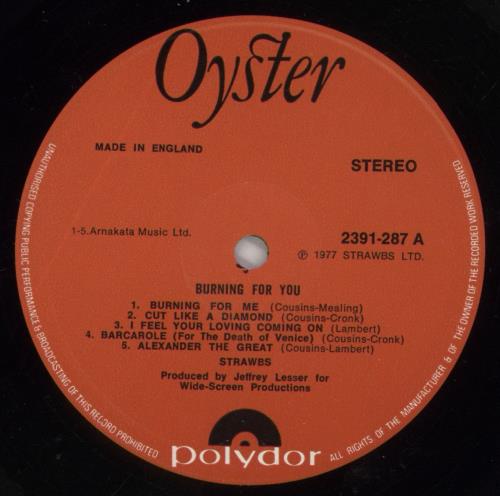 Oyster
MADE IN ENGLAND
STEREO
1-5.Arnakata Music Ltd.
2391-287 A
Ⓟ 1977 STRAWBS LTD.
BURNING FOR YOU
1. BURNING FOR ME (Cousins-Mealing)
2. CUT LIKE A DIAMOND (Cousins-Cronk)
3. I FEEL YOUR LOVING COMING ON (Lambert)
4. BARCAROLE (For The Death of Venice) (Cousins-Cronk)
5. ALEXANDER THE GREAT (Cousins-Lambert)
STRAWBS
Produced by Jeffrey Lesser for
Wide-Screen Productions
polydor
ALL RIGHTS OF THE MANUFACTURER & OF THE OWNER OF THE RECORDED WORK RESERVED
UNAUTHORISED COPYING PUBLIC PERFORMANCE & BROADCASTING OF THIS RECORD PROHIBITED